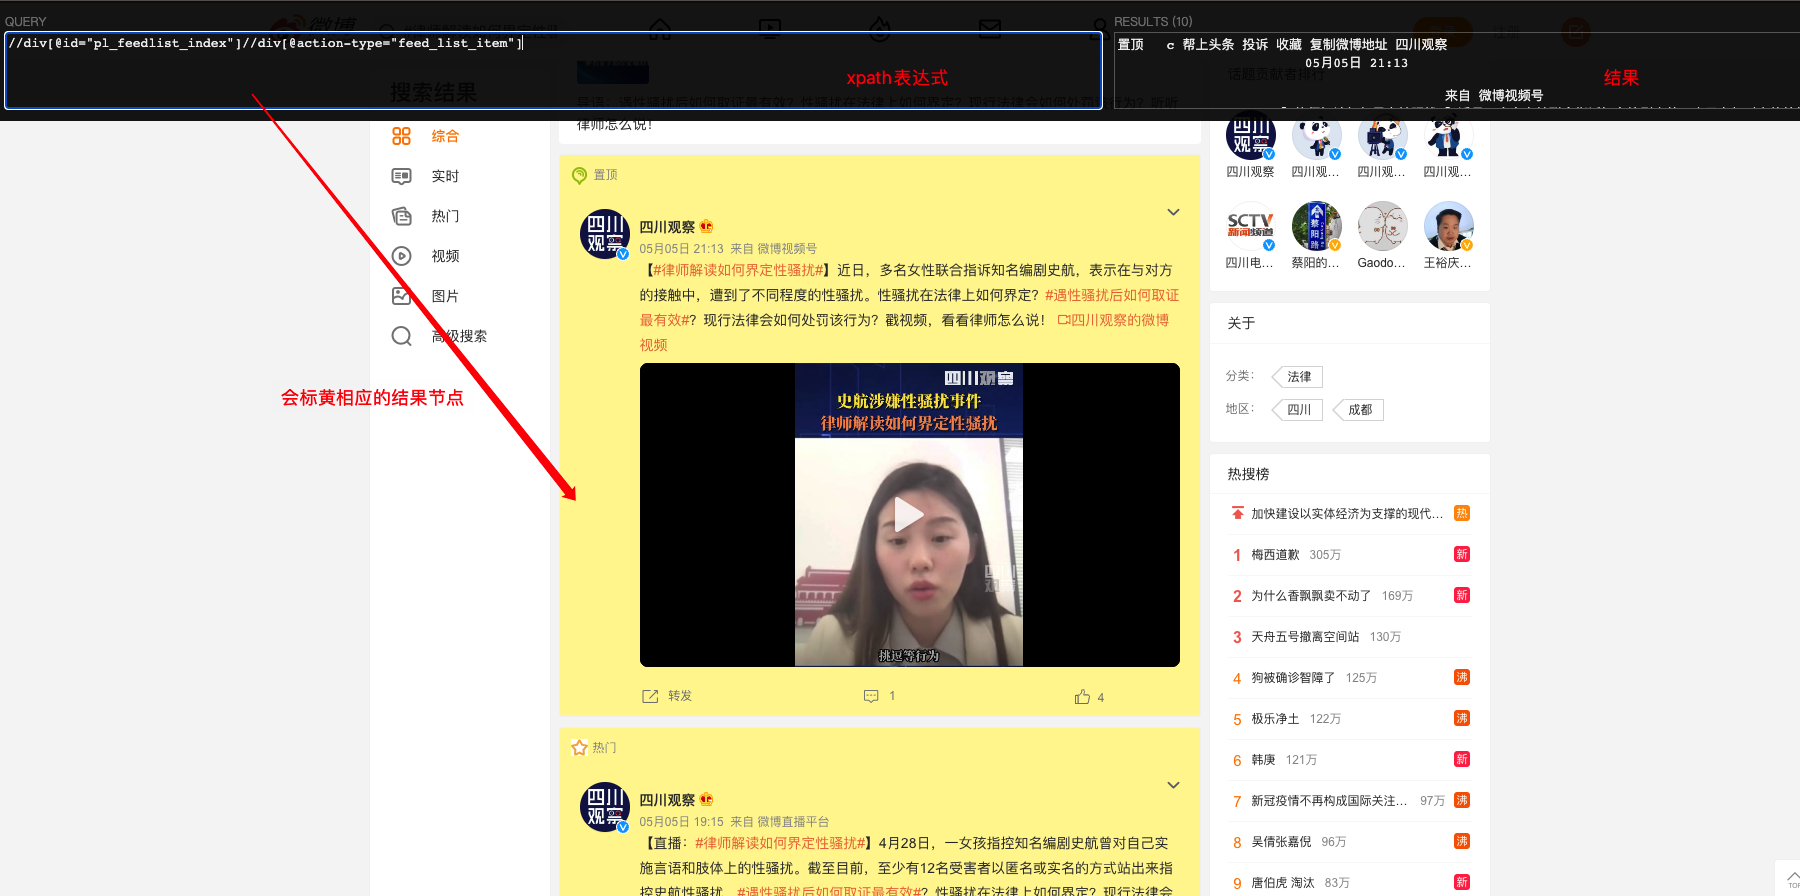 QUERY
//div[@id="pl_feedlist_index"]//div[@action-type="feed_list_item"]
xpath表达式
RESULTS (10)
置顶 c 帮上头条 投诉 收藏 复制微博地址 四川观察
05月05日 21:13
来自 微博视频号
结果
搜索结果
综合
实时
热门
视频
图片
高级搜索
会标黄相应的结果节点
律师怎么说！
置顶
四川观察
05月05日 21:13 来自 微博视频号
【#律师解读如何界定性骚扰#】近日，多名女性联合指诉知名编剧史航，表示在与对方
的接触中，遭到了不同程度的性骚扰。性骚扰在法律上如何界定？#遇性骚扰后如何取证
最有效#？现行法律会如何处罚该行为？戳视频，看看律师怎么说！ 四川观察的微博
视频
四川观察
史航涉嫌性骚扰事件
律师解读如何界定性骚扰
挑逗等行为
转发
1
4
热门
四川观察
05月05日 19:15 来自 微博直播平台
【直播：#律师解读如何界定性骚扰#】4月28日，一女孩指控知名编剧史航曾对自己实
施言语和肢体上的性骚扰。截至目前，至少有12名受害者以匿名或实名的方式站出来指
控史航性骚扰。#遇性骚扰后如何取证最有效#？性骚扰在法律上如何界定？现行法律会
话题贡献者排行
四川观察
四川观...
四川观...
四川观...
四川电...
蔡阳的...
Gaodo...
王裕庆...
关于
分类： 法律
地区： 四川 成都
热搜榜
加快建设以实体经济为支撑的现代... 热
1 梅西道歉 305万 新
2 为什么香飘飘卖不动了 169万 新
3 天舟五号撤离空间站 130万
4 狗被确诊智障了 125万 沸
5 极乐净土 122万 沸
6 韩庚 121万 新
7 新冠疫情不再构成国际关注... 97万 沸
8 吴倩张嘉倪 96万 沸
9 唐伯虎 淘汰 83万 新
TOP